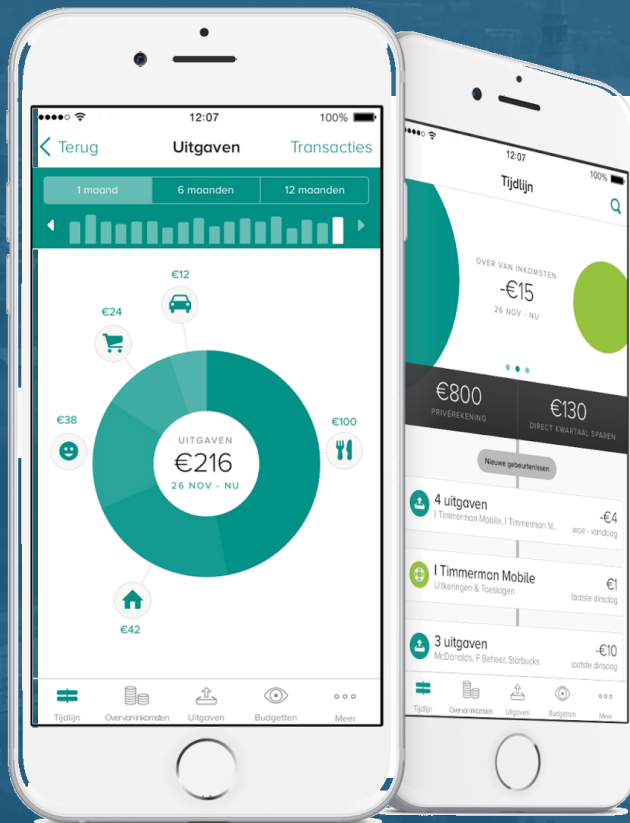 12:07
100%
Terug
Uitgaven
Transacties
1 maand
6 maanden
12 maanden
€12
€24
€38
€100
UITGAVEN
€216
26 NOV - NU
€42
Tijdlijn
Over van inkomsten
Uitgaven
Budgetten
Meer
12:07
100%
Tijdlijn
OVER VAN INKOMSTEN
-€15
26 NOV - NU
€800
PRIVÉREKENING
€130
DIRECT KWARTAAL SPAREN
Nieuwe gebeurtenissen
4 uitgaven
-€4
I Timmerman Mobile, I Timmerman M...
woe - vandaag
I Timmerman Mobile
€1
Uitkeringen & Toeslagen
laatste dinsdag
3 uitgaven
-€10
McDonalds, F Beheer, Starbucks
laatste dinsdag
Tijdlijn
Over van inkomsten
Uitgaven
Budgetten
Meer